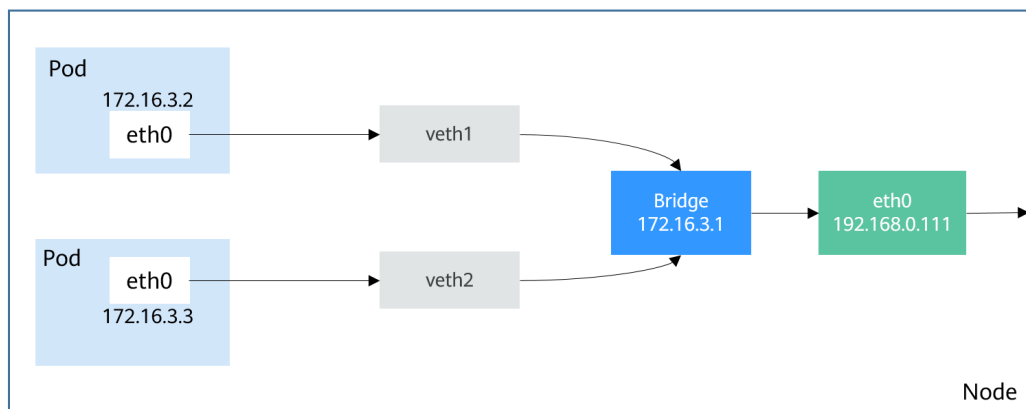 Pod
172.16.3.2
eth0
veth1
Bridge
172.16.3.1
eth0
192.168.0.111
Pod
eth0
172.16.3.3
veth2
Node